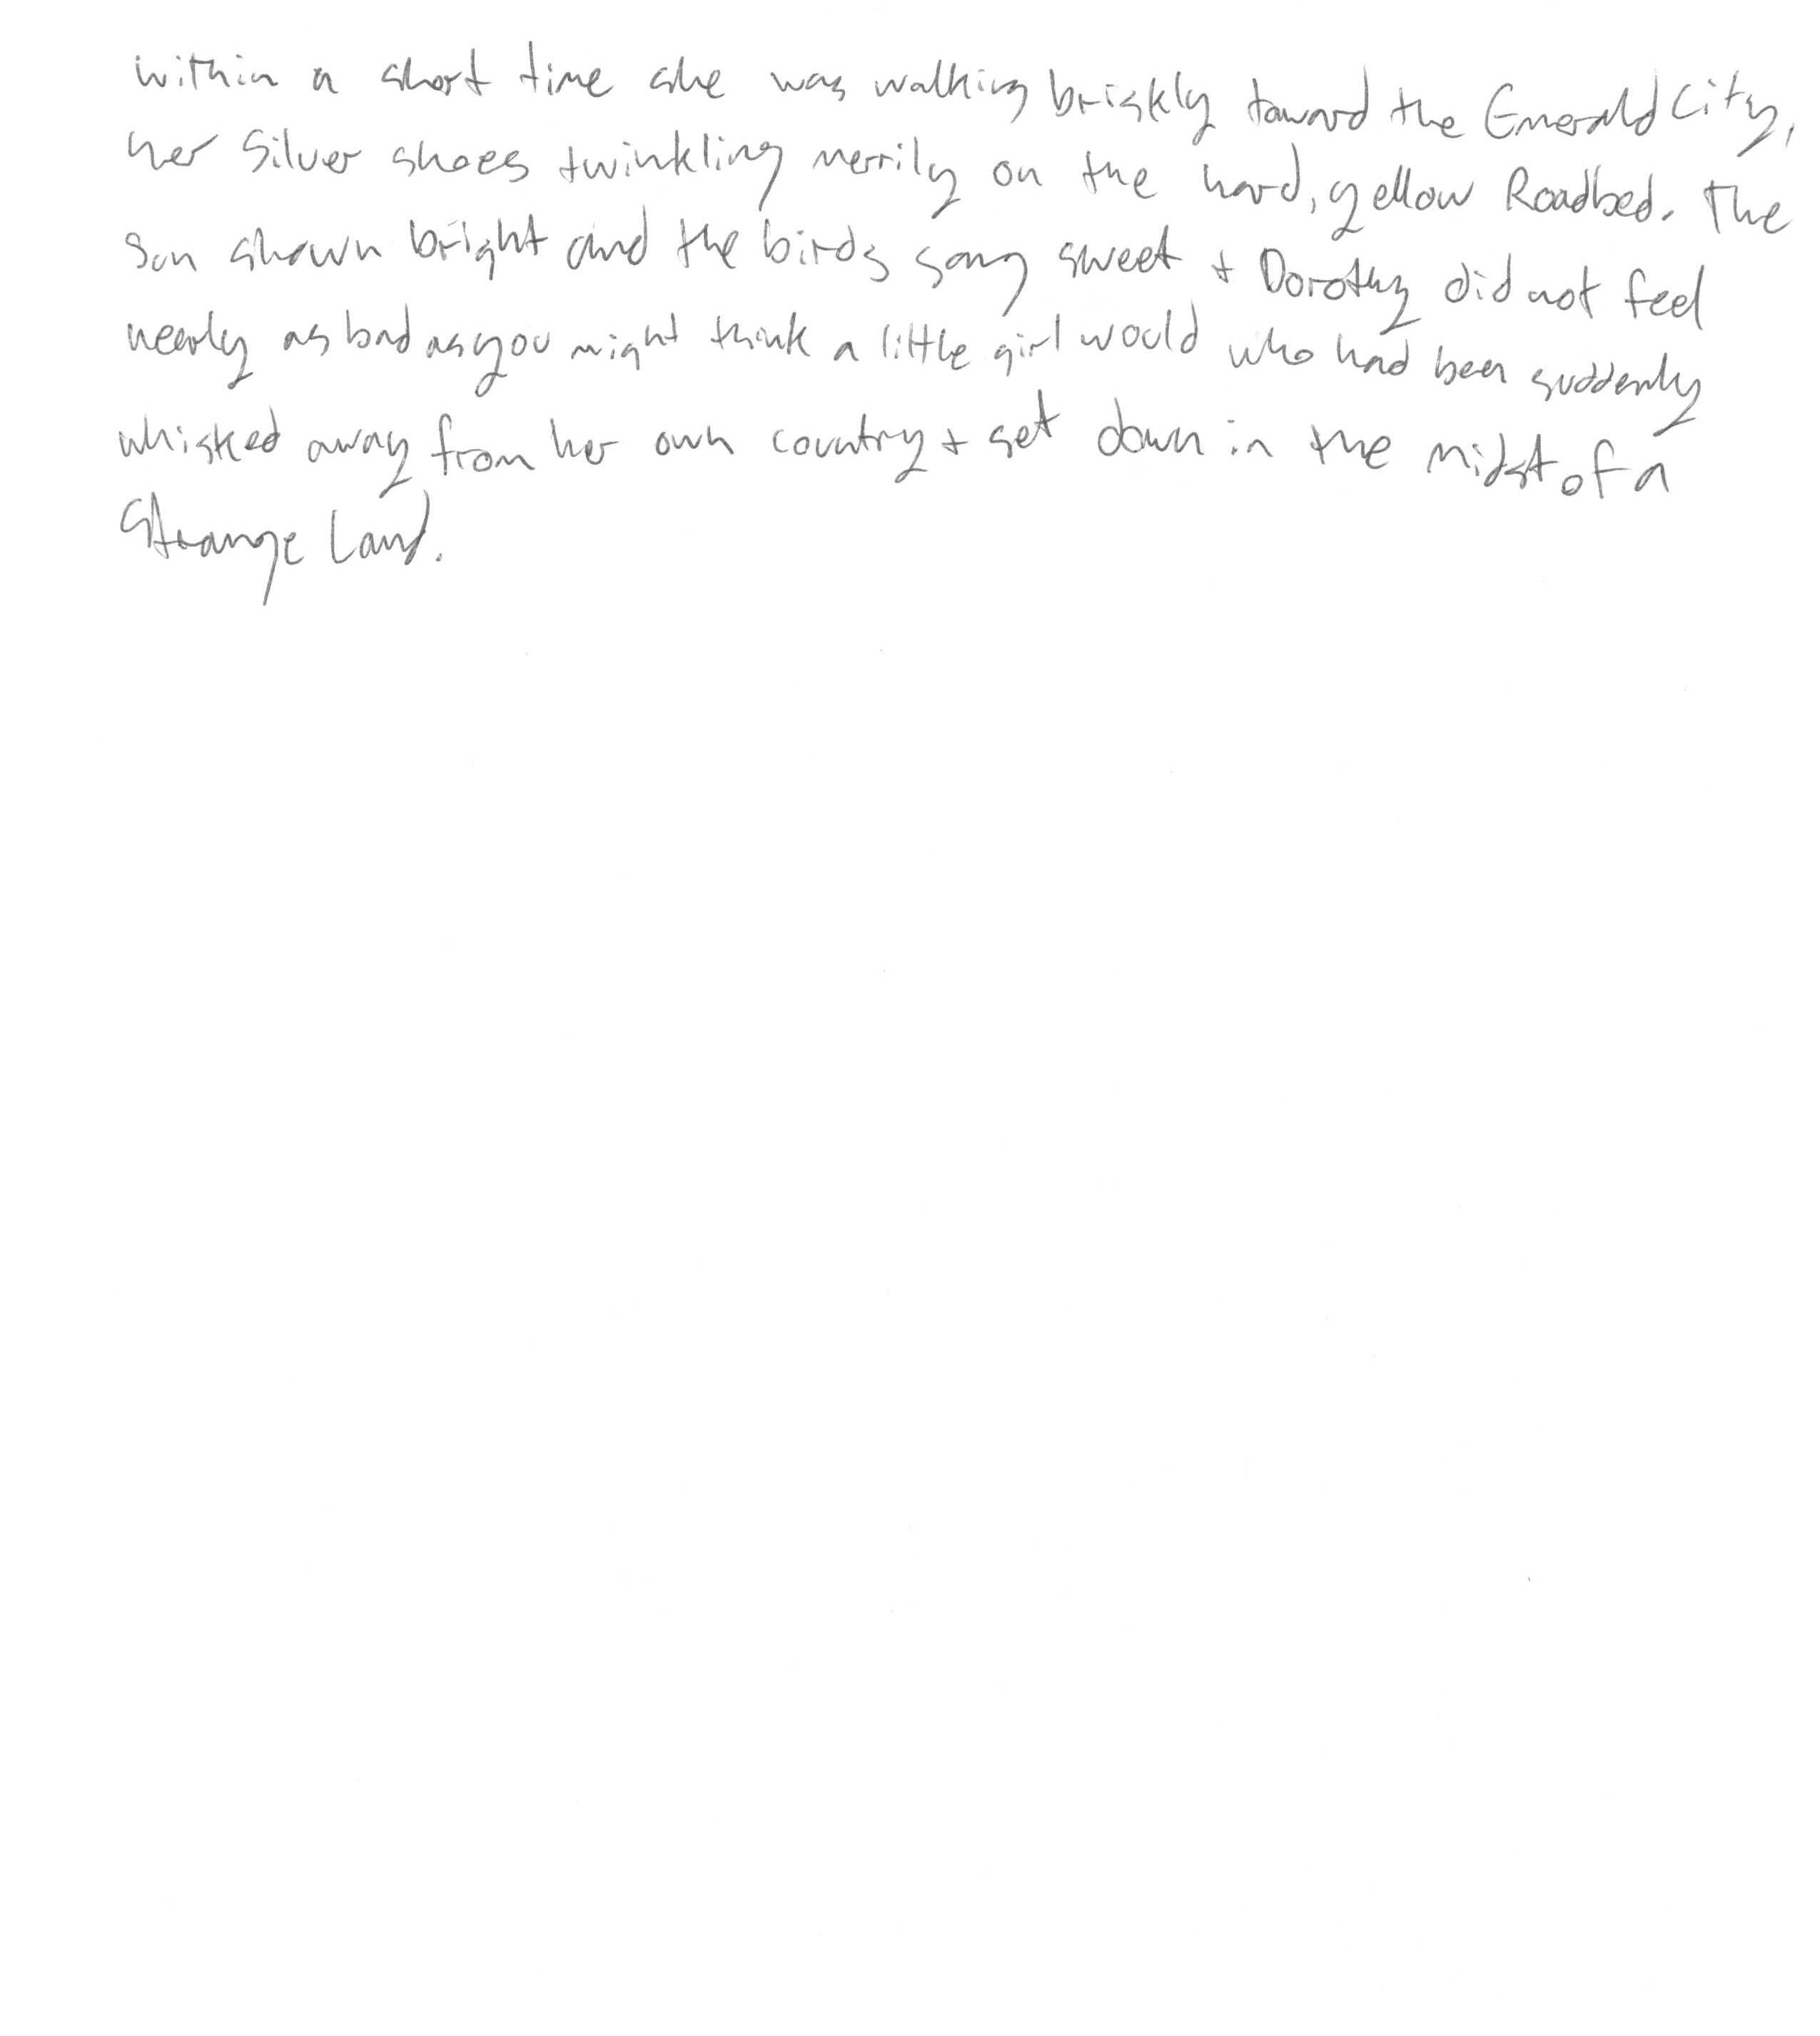 within a short time she was walking briskly toward the Emerald City,
her Silver shoes twinkling merrily on the hard, yellow Roadbed. The
Sun shown bright and the birds sang sweet + Dorothy did not feel
nearly as bad as you might think a little girl would who had been suddenly
whisked away from her own country + set down in the midst of a
Strange Land.